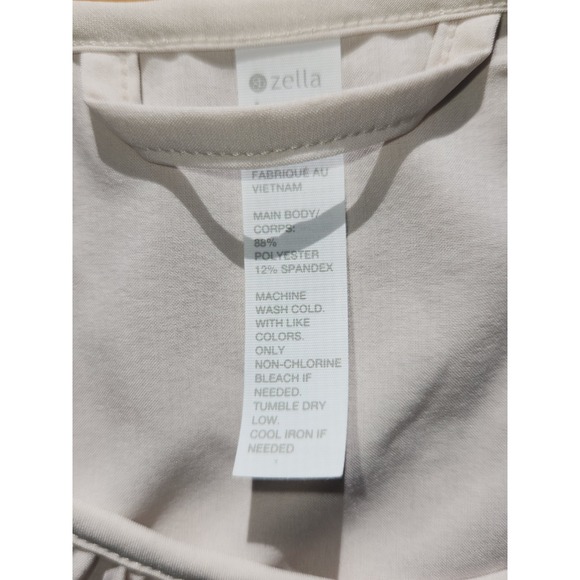 zella
FABRIQUE AU
VIETNAM
MAIN BODY/
CORPS:
88%
POLYESTER
12% SPANDEX
MACHINE
WASH COLD.
WITH LIKE
COLORS.
ONLY
NON-CHLORINE
BLEACH IF
NEEDED.
TUMBLE DRY
LOW.
COOL IRON IF
NEEDED